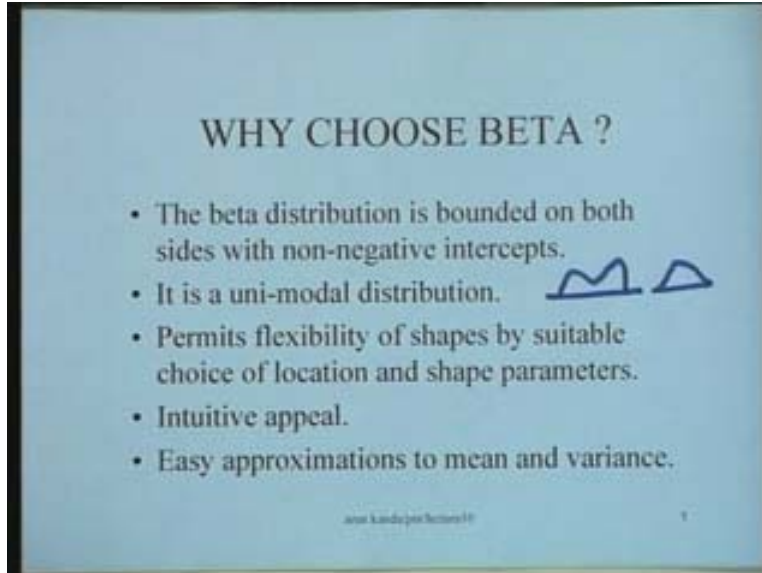 WHY CHOOSE BETA ?
• The beta distribution is bounded on both
sides with non-negative intercepts.
• It is a uni-modal distribution.
• Permits flexibility of shapes by suitable
choice of location and shape parameters.
• Intuitive appeal.
• Easy approximations to mean and variance.